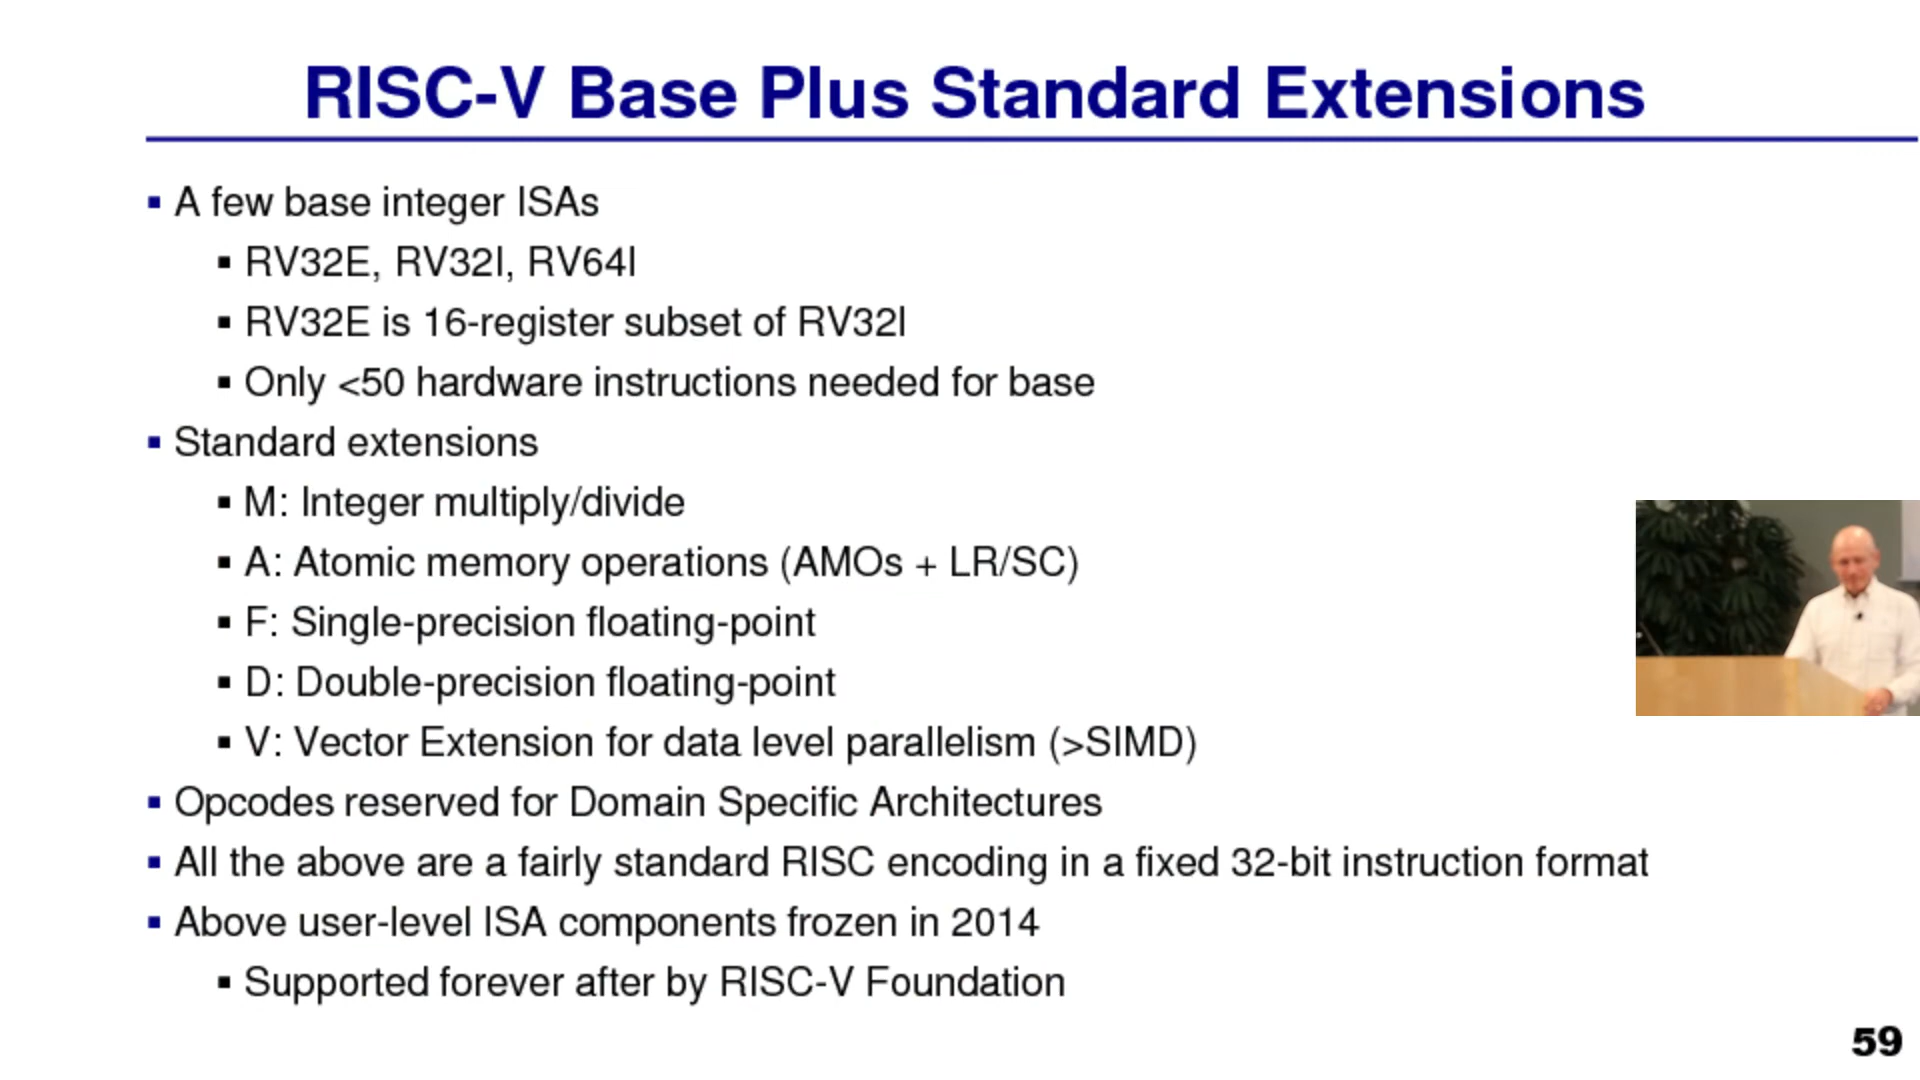 RISC-V Base Plus Standard Extensions
▪ A few base integer ISAs
▪ RV32E, RV32I, RV64I
▪ RV32E is 16-register subset of RV32I
▪ Only <50 hardware instructions needed for base
▪ Standard extensions
▪ M: Integer multiply/divide
▪ A: Atomic memory operations (AMOs + LR/SC)
▪ F: Single-precision floating-point
▪ D: Double-precision floating-point
▪ V: Vector Extension for data level parallelism (>SIMD)
▪ Opcodes reserved for Domain Specific Architectures
▪ All the above are a fairly standard RISC encoding in a fixed 32-bit instruction format
▪ Above user-level ISA components frozen in 2014
▪ Supported forever after by RISC-V Foundation
59